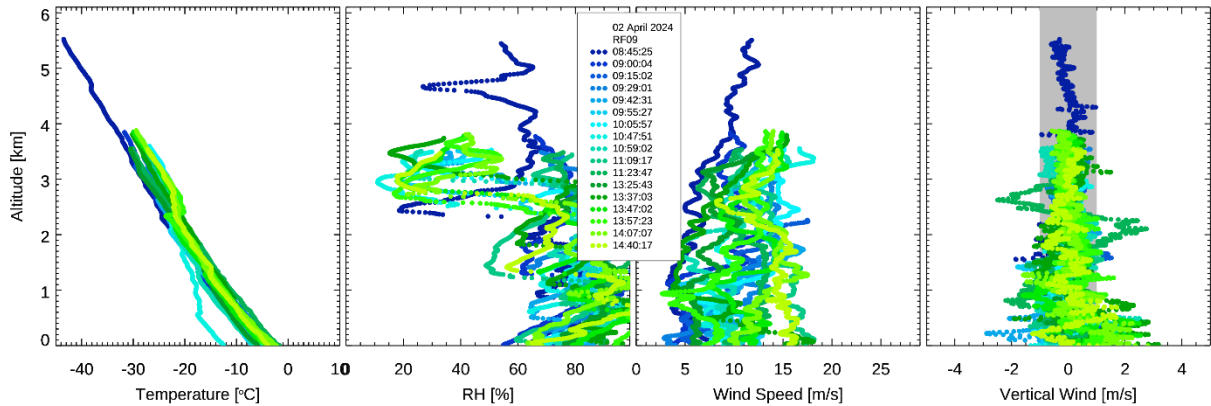 02 April 2024
RF09
08:45:25
09:00:04
09:15:02
09:29:01
09:42:31
09:55:27
10:05:57
10:47:51
10:59:02
11:09:17
11:23:47
13:25:43
13:37:03
13:47:02
13:57:23
14:07:07
14:40:17
6
5
4
3
2
1
0
Altitude [km]
-40 -30 -20 -10 0 10
Temperature [°C]
0 20 40 60 80
RH [%]
0 5 10 15 20 25
Wind Speed [m/s]
-4 -2 0 2 4
Vertical Wind [m/s]